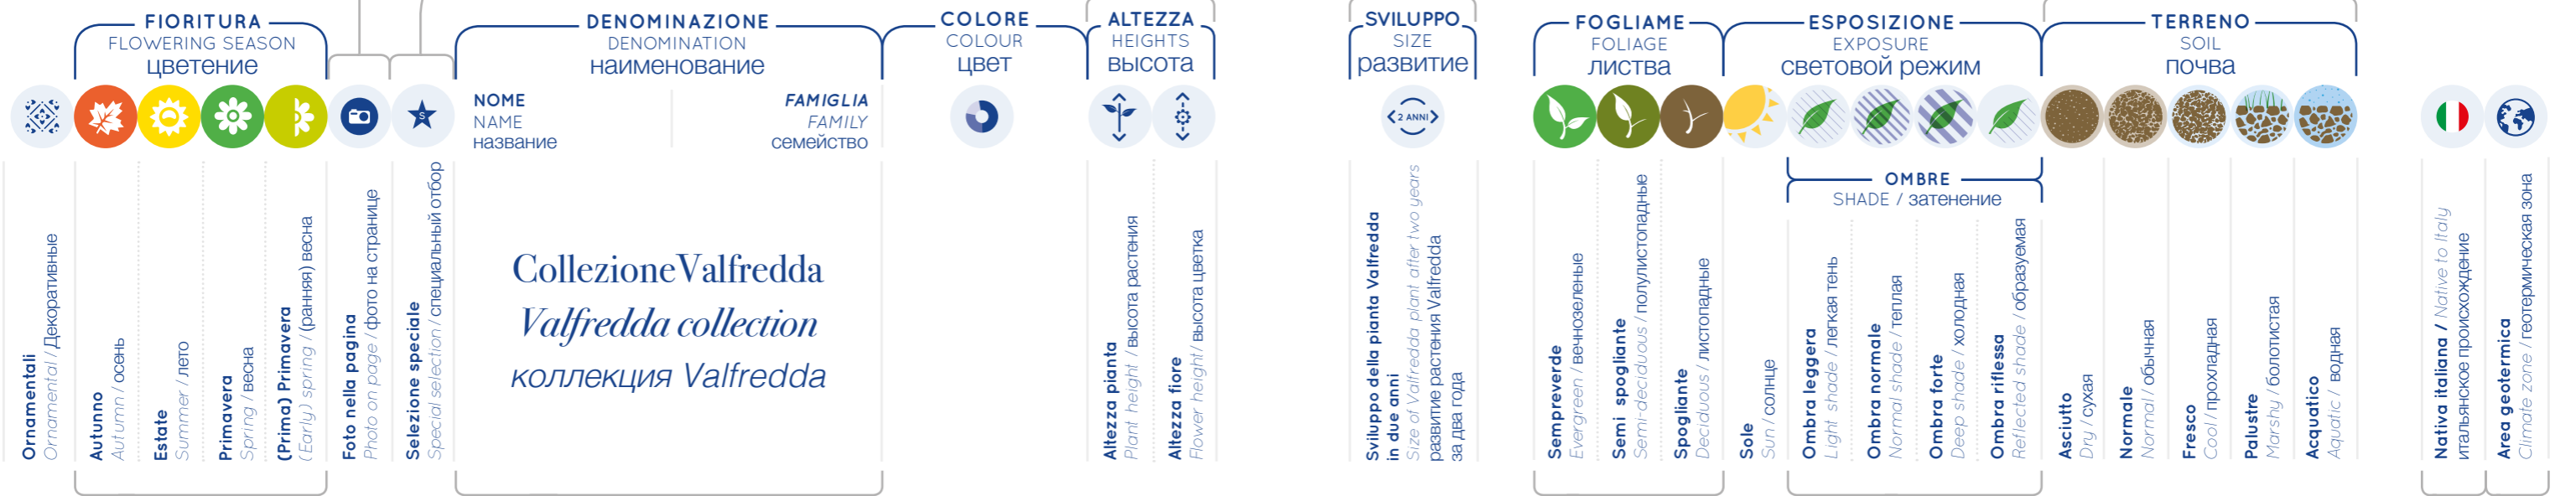 FIORITURA
FLOWERING SEASON
цветение
DENOMINAZIONE
DENOMINATION
наименование
COLORE
COLOUR
цвет
ALTEZZA
HEIGHTS
высота
SVILUPPO
SIZE
развитие
FOGLIAME
FOLIAGE
листва
ESPOSIZIONE
EXPOSURE
световой режим
TERRENO
SOIL
почва
S
NOME
NAME
название
FAMIGLIA
FAMILY
семейство
2 ANNI
OMBRE
SHADE / затенение
Ornamentali
Ornamental / Декоративные
Autunno
Autumn / осень
Estate
Summer / лето
Primavera
Spring / весна
(Prima) Primavera
(Early) spring / (ранняя) весна
Foto nella pagina
Photo on page / фото на странице
Selezione speciale
Special selection / специальный отбор
CollezioneValfredda
Valfredda collection
коллекция Valfredda
Altezza pianta
Plant height / высота растения
Altezza fiore
Flower height / высота цветка
Sviluppo della pianta Valfredda
in due anni
Size of Valfredda plant after two years
развитие растения Valfredda
за два года
Sempreverde
Evergreen / вечнозеленые
Semi spogliante
Semi-deciduous / полулистопадные
Spogliante
Deciduous / листопадные
Sole
Sun / солнце
Ombra leggera
Light shade / легкая тень
Ombra normale
Normal shade / теплая
Ombra forte
Deep shade / холодная
Ombra riflessa
Reflected shade / образуемая
Asciutto
Dry / сухая
Normale
Normal / обычная
Fresco
Cool / прохладная
Palustre
Marshy / болотистая
Acquatico
Aquatic / водная
Nativa italiana / Native to Italy
итальянское происхождение
Area geotermica
Climate zone / геотермическая зона